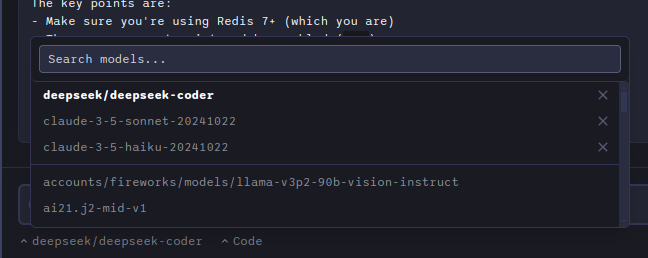 The key points are:
- Make sure you're using Redis 7+ (which you are)
Search models...
deepseek/deepseek-coder
claude-3-5-sonnet-20241022
claude-3-5-haiku-20241022
accounts/fireworks/models/llama-v3p2-90b-vision-instruct
ai21.j2-mid-v1
^ deepseek/deepseek-coder ^ Code